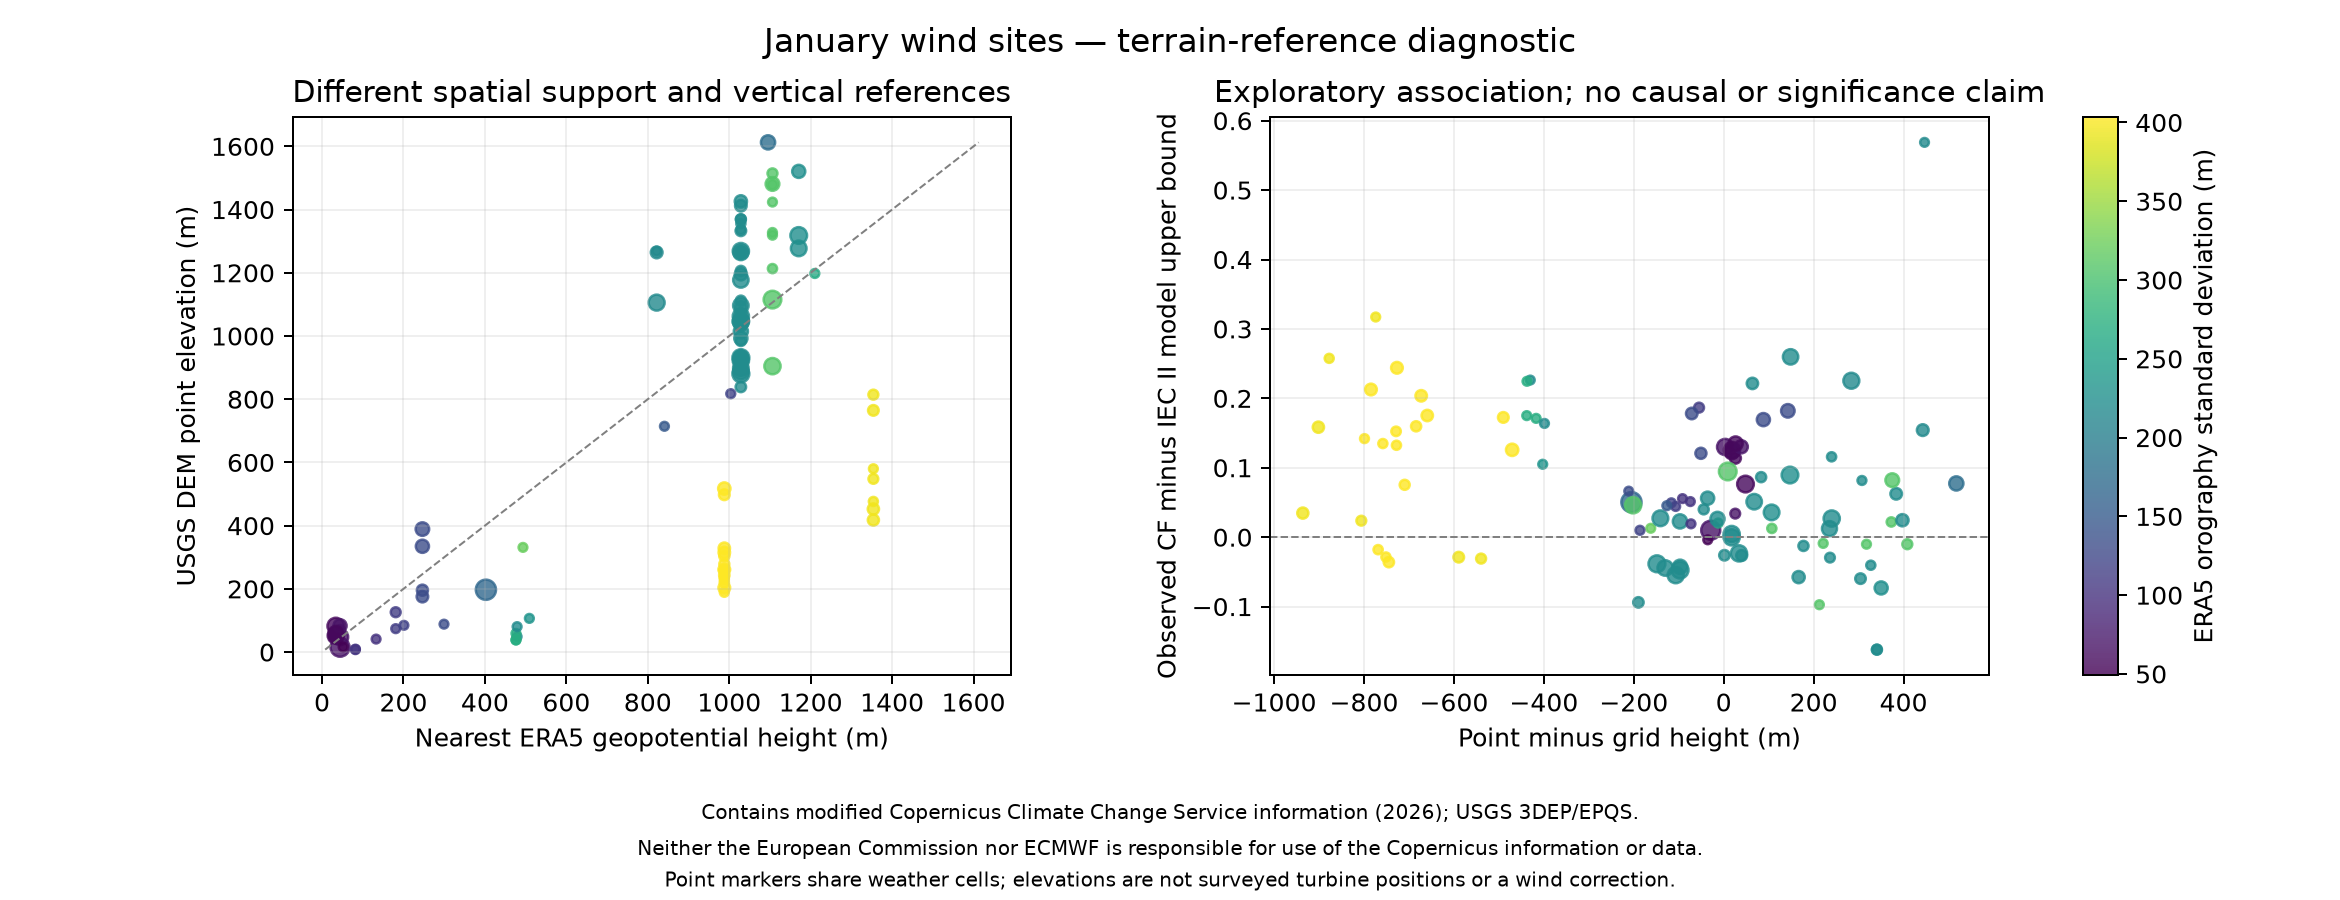 January wind sites — terrain-reference diagnostic
Different spatial support and vertical references
Exploratory association; no causal or significance claim
USGS DEM point elevation (m)
1600
1400
1200
1000
800
600
400
200
0
0 200 400 600 800 1000 1200 1400 1600
Nearest ERA5 geopotential height (m)
Observed CF minus IEC II model upper bound
0.6
0.5
0.4
0.3
0.2
0.1
0.0
−0.1
−1000 −800 −600 −400 −200 0 200 400
Point minus grid height (m)
400
350
300
250
200
150
100
50
ERA5 orography standard deviation (m)
Contains modified Copernicus Climate Change Service information (2026); USGS 3DEP/EPQS.
Neither the European Commission nor ECMWF is responsible for use of the Copernicus information or data.
Point markers share weather cells; elevations are not surveyed turbine positions or a wind correction.